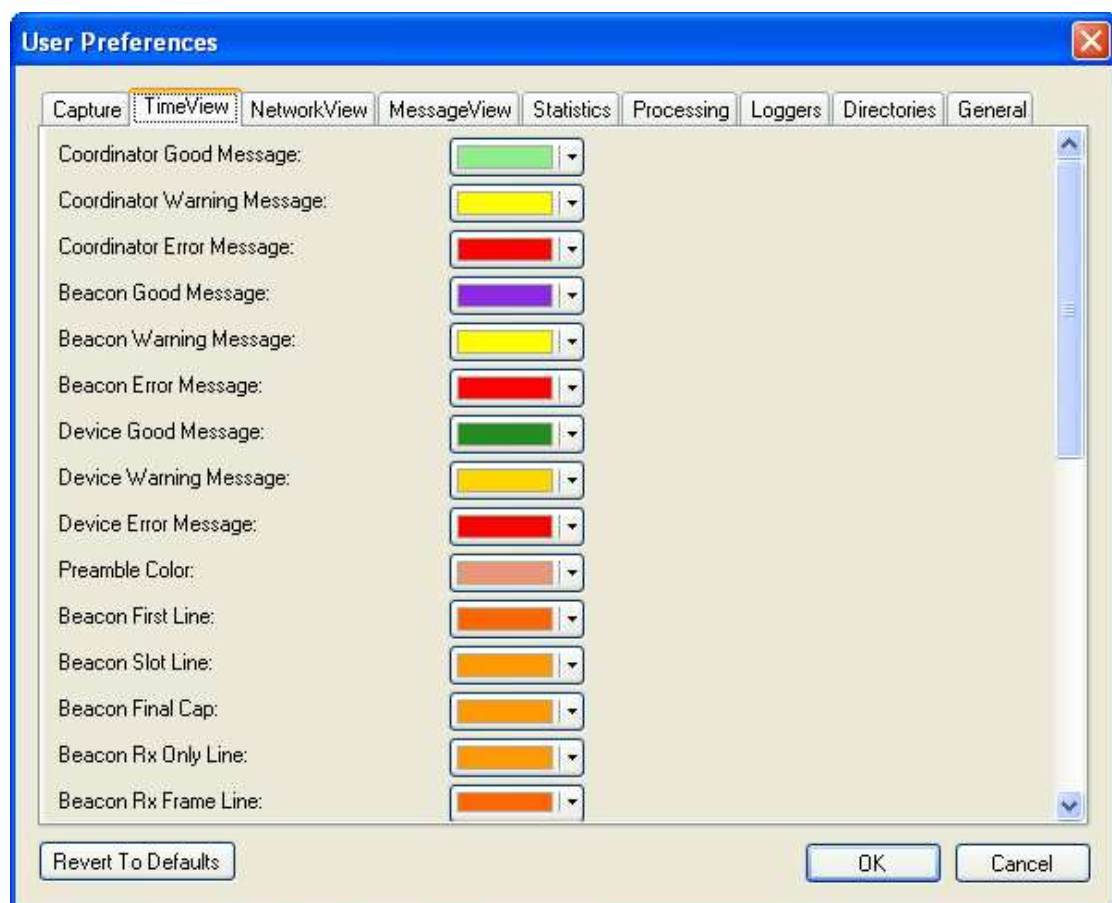 User Preferences
Capture TimeView NetworkView MessageView Statistics Processing Loggers Directories General
Coordinator Good Message:
Coordinator Warning Message:
Coordinator Error Message:
Beacon Good Message:
Beacon Warning Message:
Beacon Error Message:
Device Good Message:
Device Warning Message:
Device Error Message:
Preamble Color:
Beacon First Line:
Beacon Slot Line:
Beacon Final Cap:
Beacon Rx Only Line:
Beacon Rx Frame Line:
Revert To Defaults OK Cancel